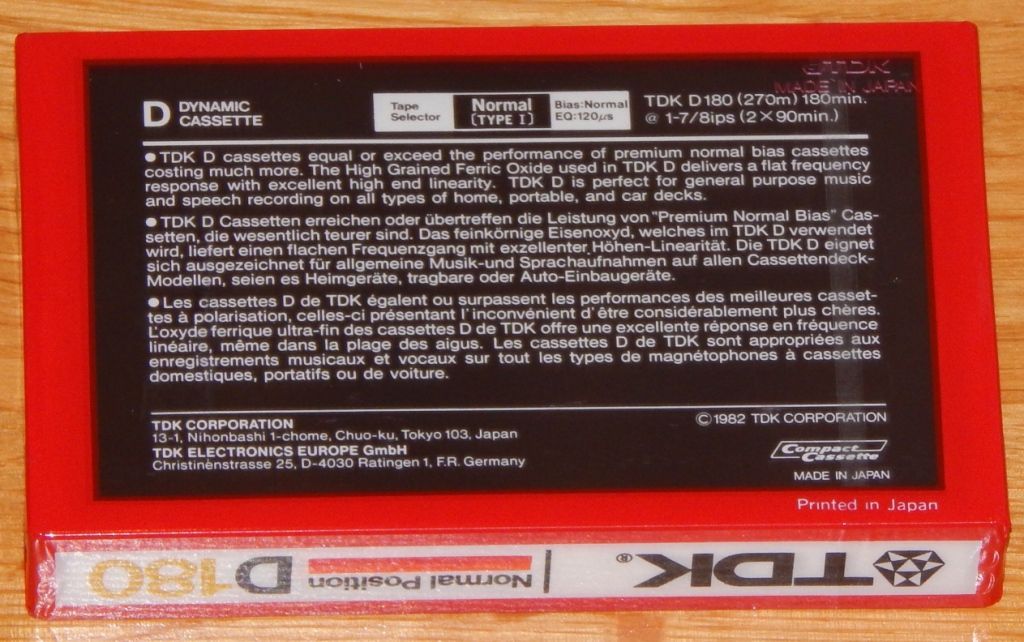 TDK
MADE IN JAPAN
D DYNAMIC CASSETTE
Tape Selector
Normal (TYPE I)
Bias:Normal EQ:120µs
TDK D180 (270m) 180min.
@ 1-7/8ips (2×90min.)
●TDK D cassettes equal or exceed the performance of premium normal bias cassettes
costing much more. The High Grained Ferric Oxide used in TDK D delivers a flat frequency
response with excellent high end linearity. TDK D is perfect for general purpose music
and speech recording on all types of home, portable, and car decks.
●TDK D Cassetten erreichen oder übertreffen die Leistung von "Premium Normal Bias" Cas-
setten, die wesentlich teurer sind. Das feinkörnige Eisenoxyd, welches im TDK D verwendet
wird, liefert einen flachen Frequenzgang mit exzellenter Höhen-Linearität. Die TDK D eignet
sich ausgezeichnet für allgemeine Musik-und Sprachaufnahmen auf allen Cassettendeck-
Modellen, seien es Heimgeräte, tragbare oder Auto-Einbaugeräte.
●Les cassettes D de TDK égalent ou surpassent les performances des meilleures casset-
tes à polarisation, celles-ci présentant l'inconvénient d'être considérablement plus chères.
L'oxyde ferrique ultra-fin des cassettes D de TDK offre une excellente réponse en fréquence
linéaire, même dans la plage des aigus. Les cassettes D de TDK sont appropriées aux
enregistrements musicaux et vocaux sur tout les types de magnétophones à cassettes
domestiques, portatifs ou de voiture.
TDK CORPORATION
13-1, Nihonbashi 1-chome, Chuo-ku, Tokyo 103, Japan
TDK ELECTRONICS EUROPE GmbH
Christinenstrasse 25, D-4030 Ratingen 1, F.R. Germany
©1982 TDK CORPORATION
Compact Cassette
MADE IN JAPAN
Printed in Japan
TDK®
Normal Position
D180